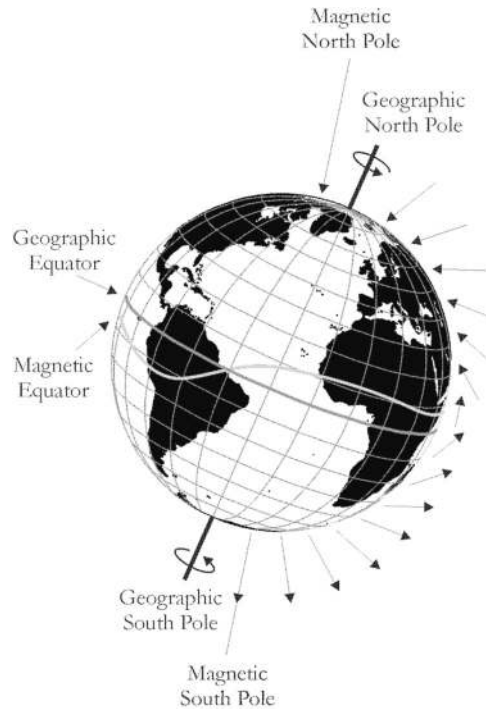 Magnetic
North Pole
Geographic
North Pole
Geographic
Equator
Magnetic
Equator
Geographic
South Pole
Magnetic
South Pole